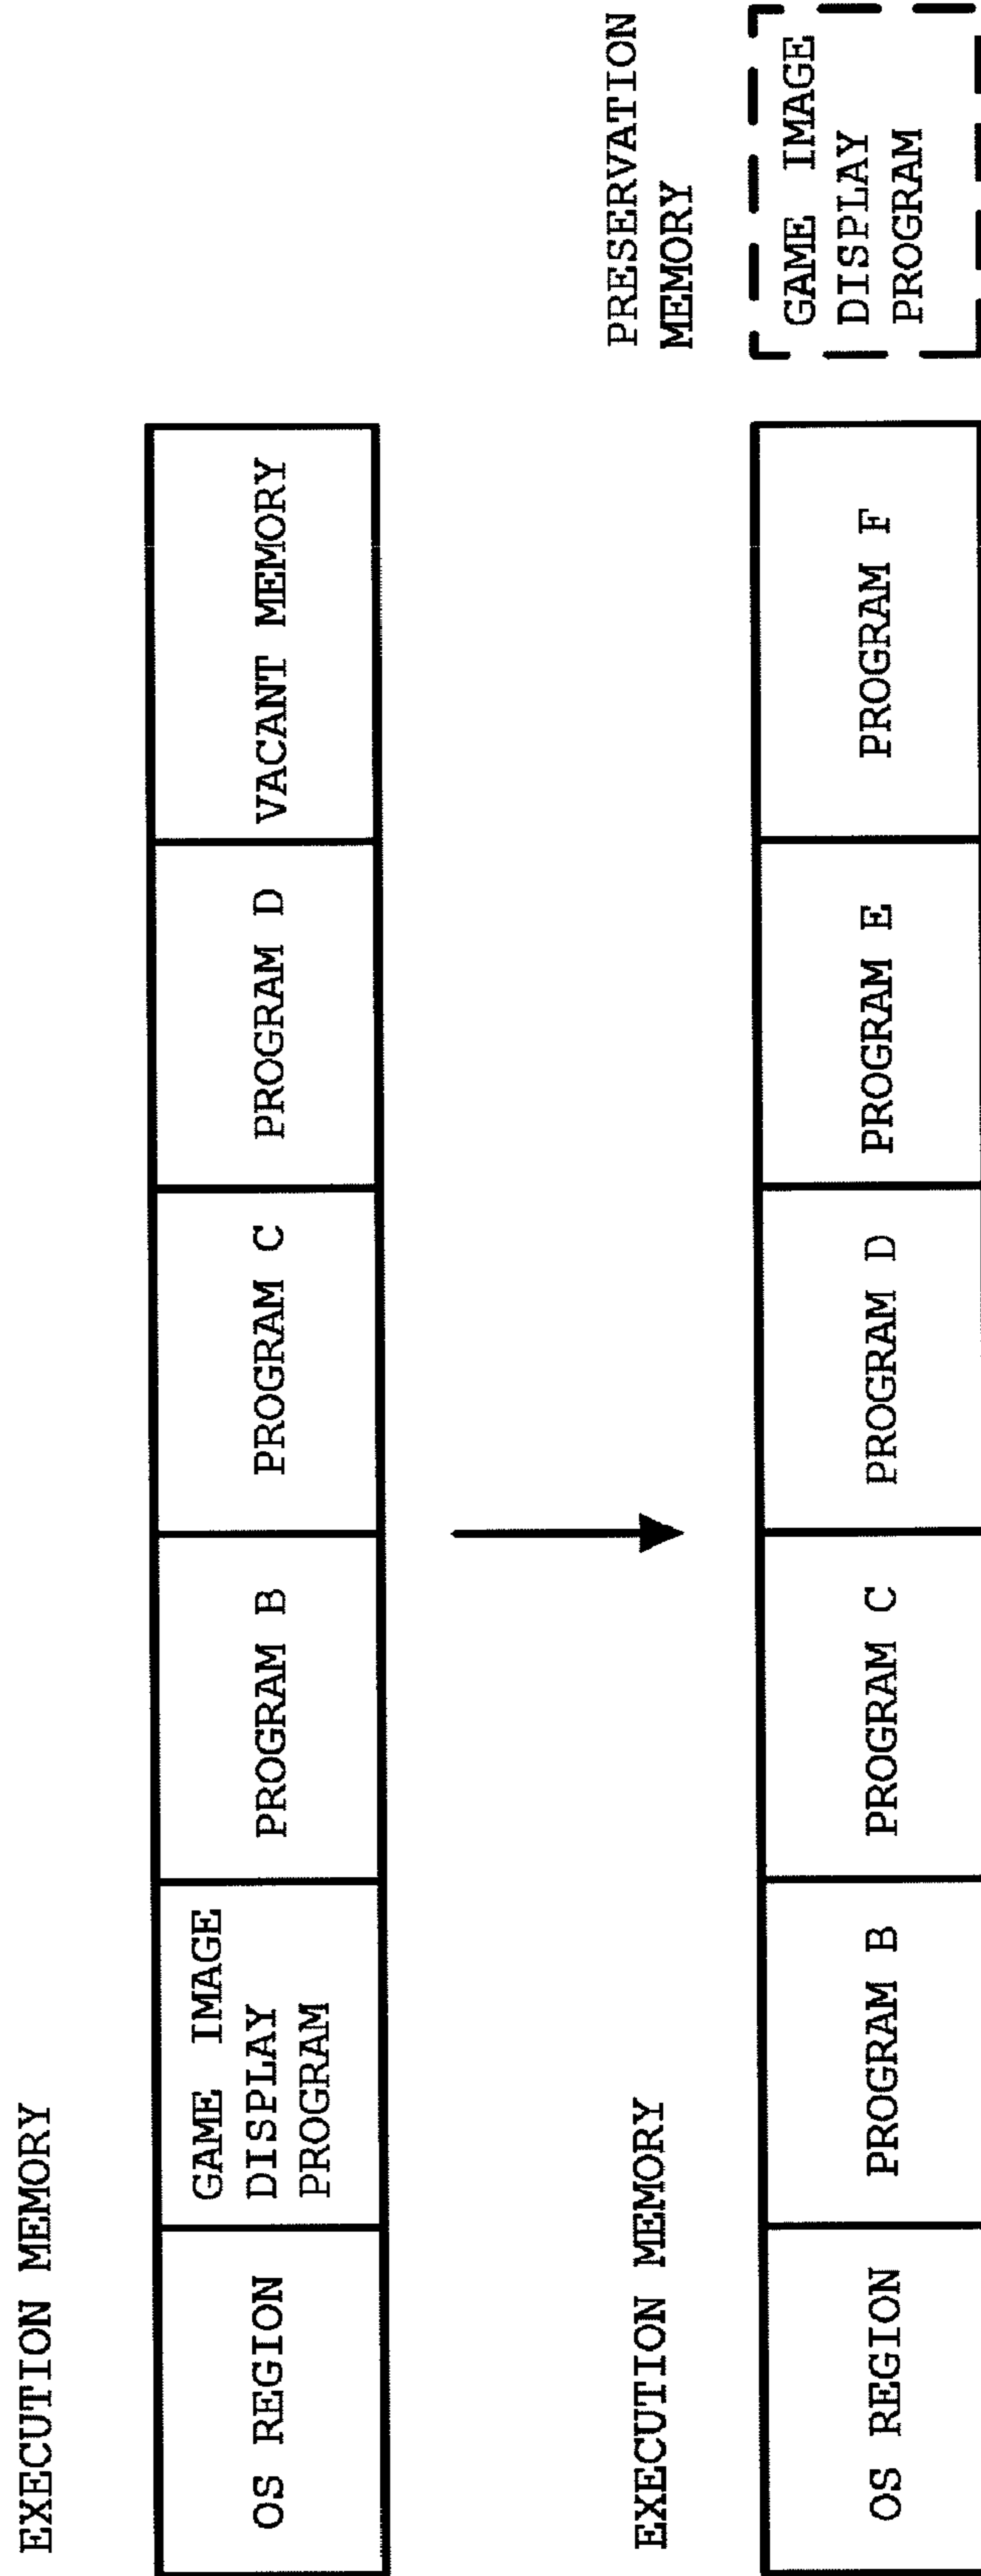 EXECUTION MEMORY
OS REGION
GAME IMAGE
DISPLAY
PROGRAM
PROGRAM B
PROGRAM C
PROGRAM D
VACANT MEMORY
EXECUTION MEMORY
PRESERVATION
MEMORY
OS REGION
PROGRAM B
PROGRAM C
PROGRAM D
PROGRAM E
PROGRAM F
GAME IMAGE
DISPLAY
PROGRAM